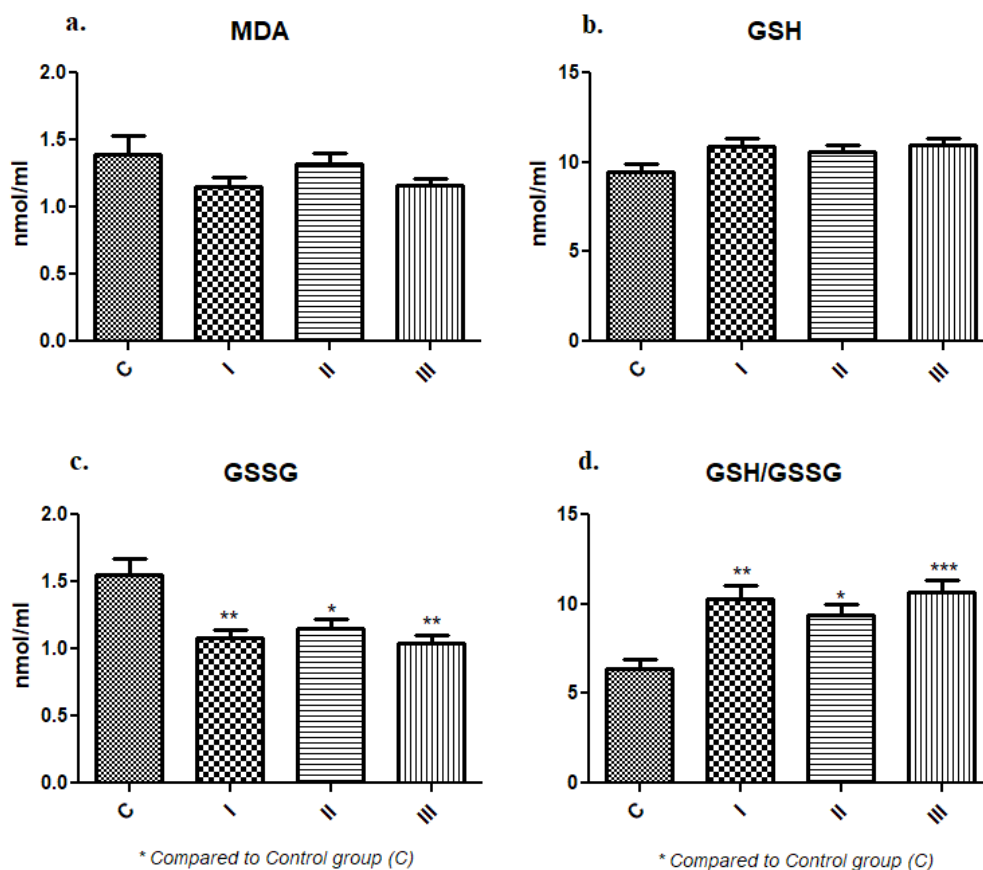 a.
MDA
nmol/ml
2.0
1.5
1.0
0.5
0.0
C
I
II
III
b.
GSH
nmol/ml
15
10
5
0
C
I
II
III
c.
GSSG
nmol/ml
2.0
1.5
1.0
0.5
0.0
**
*
**
C
I
II
III
* Compared to Control group (C)
d.
GSH/GSSG
15
10
5
0
**
*
***
C
I
II
III
* Compared to Control group (C)